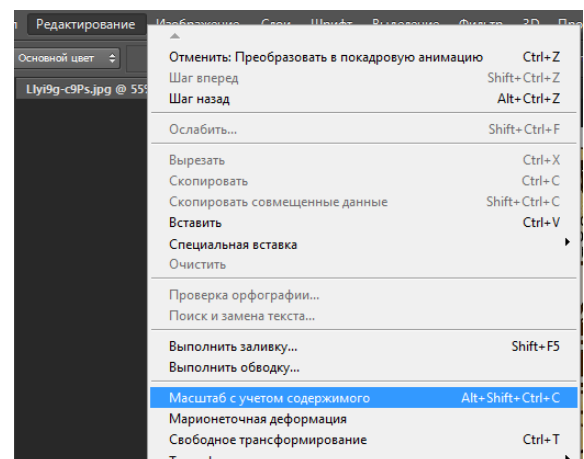 Редактирование
Основной цвет
LIyi9g-c9Ps.jpg @ 55
Отменить: Преобразовать в покадровую анимацию Ctrl+Z
Шаг вперед Shift+Ctrl+Z
Шаг назад Alt+Ctrl+Z
Ослабить... Shift+Ctrl+F
Вырезать Ctrl+X
Скопировать Ctrl+C
Скопировать совмещенные данные Shift+Ctrl+C
Вставить Ctrl+V
Специальная вставка
Очистить
Проверка орфографии...
Поиск и замена текста...
Выполнить заливку... Shift+F5
Выполнить обводку...
Масштаб с учетом содержимого Alt+Shift+Ctrl+C
Марионеточная деформация
Свободное трансформирование Ctrl+T